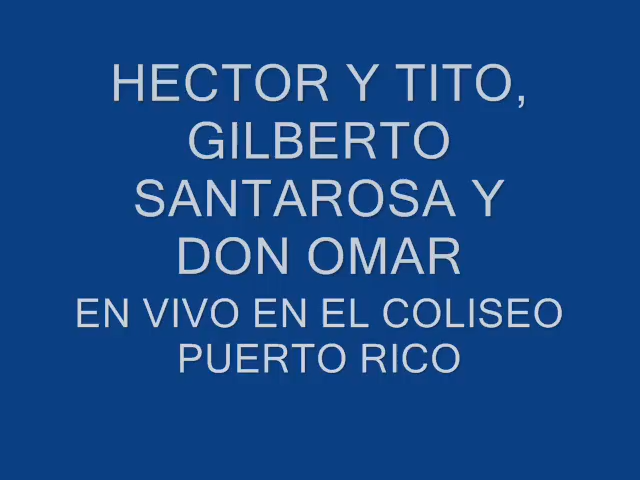 HECTOR Y TITO,
GILBERTO
SANTAROSA Y
DON OMAR
EN VIVO EN EL COLISEO
PUERTO RICO